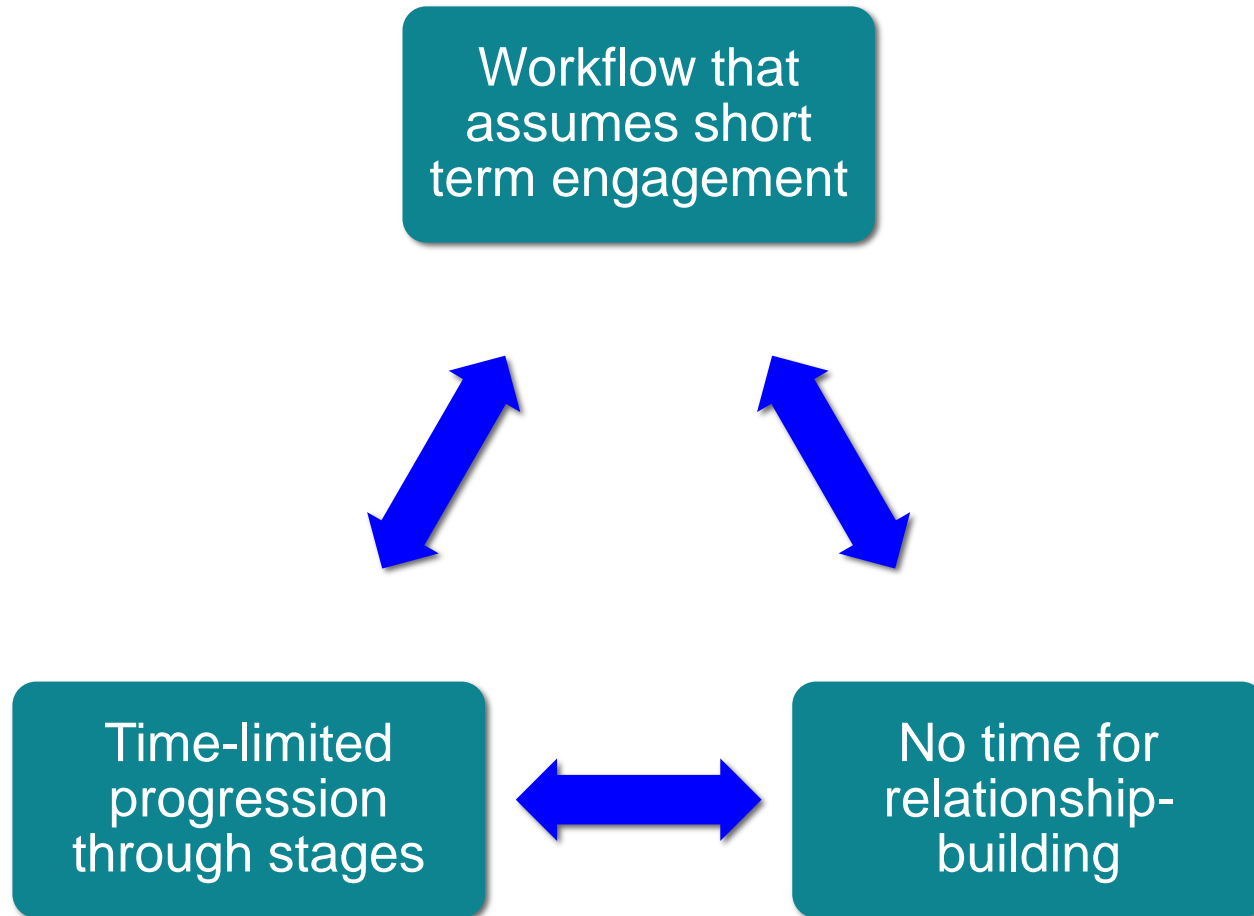 Workflow that
assumes short
term engagement
Time-limited
progression
through stages
No time for
relationship-
building